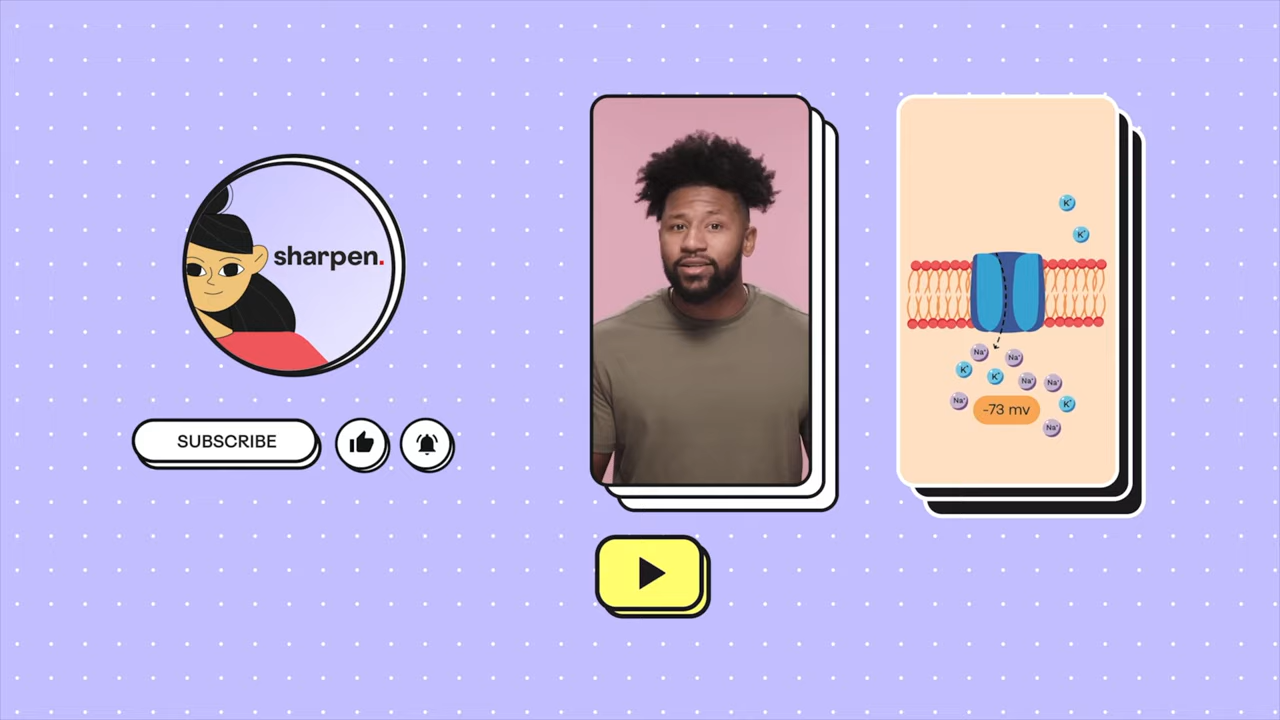 sharpen.
SUBSCRIBE
K⁺
K⁺
Na⁺
Na⁺
K⁺
K⁺
Na⁺
Na⁺
Na⁺
-73 mv
K⁺
Na⁺